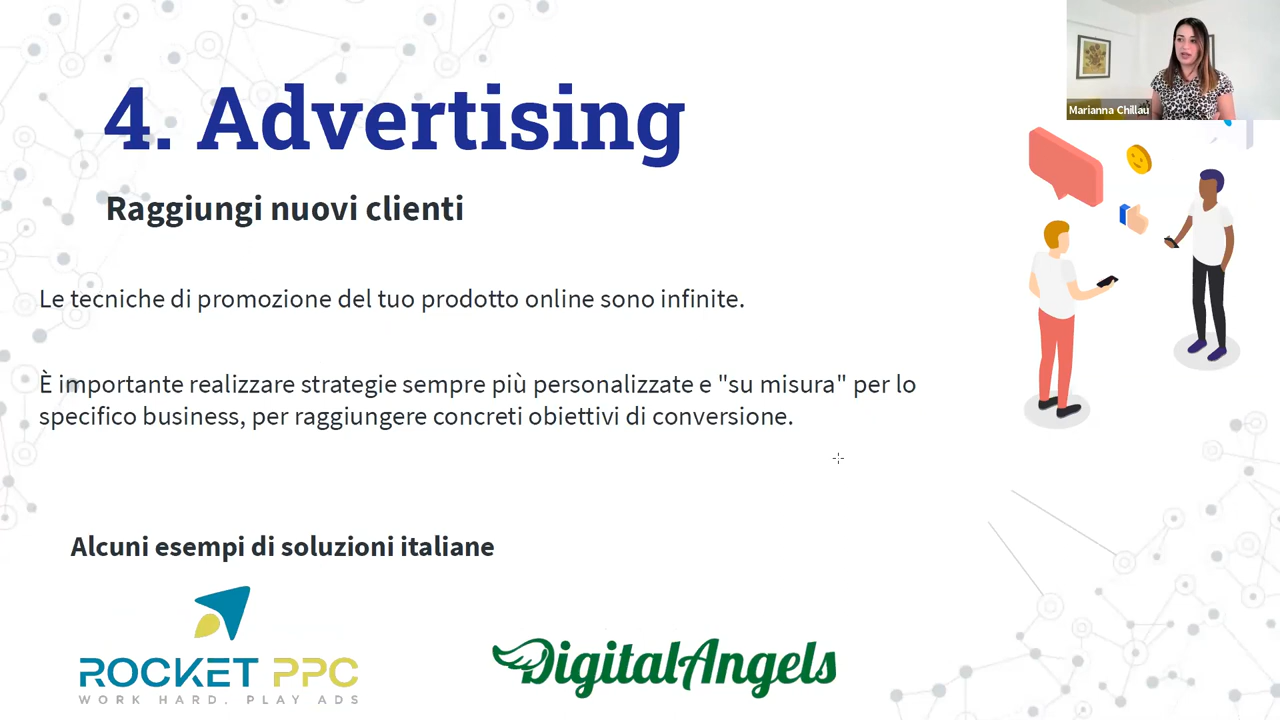 4. Advertising
Raggiungi nuovi clienti
Le tecniche di promozione del tuo prodotto online sono infinite.
È importante realizzare strategie sempre più personalizzate e "su misura" per lo
specifico business, per raggiungere concreti obiettivi di conversione.
Alcuni esempi di soluzioni italiane
ROCKET PPC
WORK HARD. PLAY ADS
DigitalAngels
Marianna Chillau